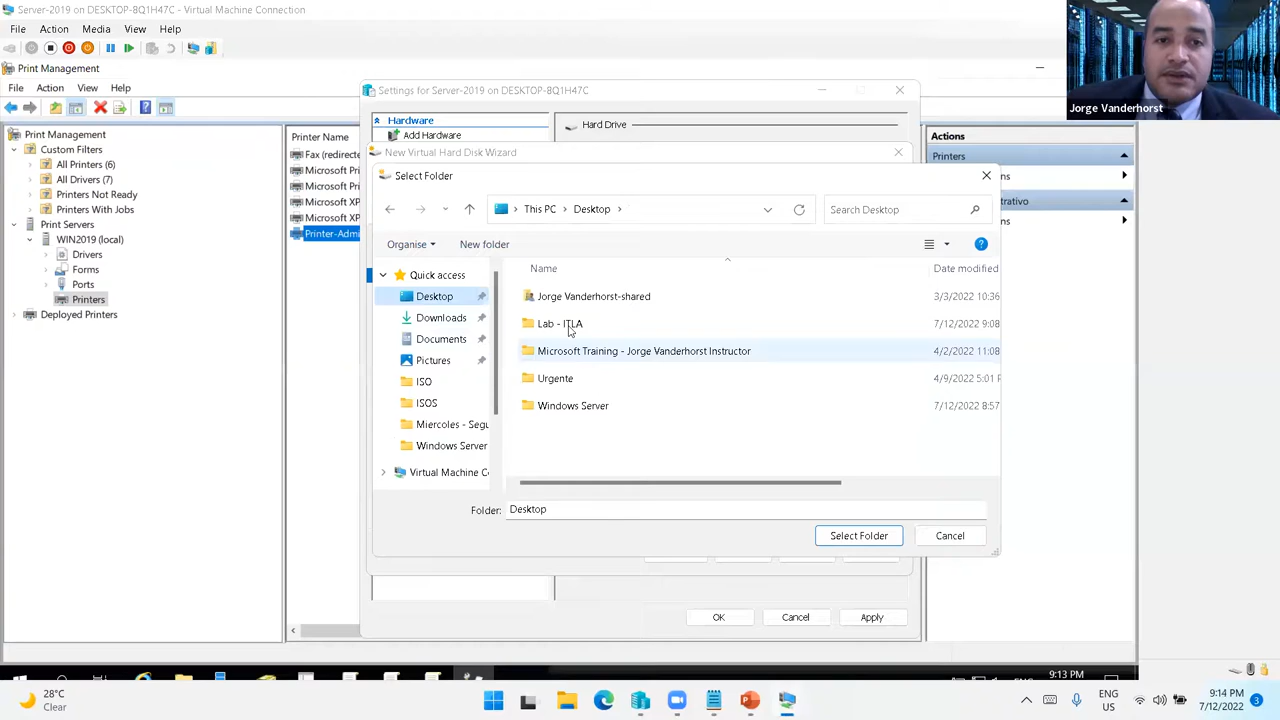 Server-2019 on DESKTOP-8Q1H47C - Virtual Machine Connection
File Action Media View Help
Print Management
File Action View Help
Print Management
Custom Filters
All Printers (6)
All Drivers (7)
Printers Not Ready
Printers With Jobs
Print Servers
WIN2019 (local)
Drivers
Forms
Ports
Printers
Deployed Printers
Printer Name
Fax (redirecte
Microsoft Pri
Microsoft Pri
Microsoft XP
Microsoft XP
Printer-Admi
Settings for Server-2019 on DESKTOP-8Q1H47C
Hardware
Add Hardware
Hard Drive
New Virtual Hard Disk Wizard
Select Folder
This PC > Desktop >
Search Desktop
Organise
New folder
Quick access
Desktop
Downloads
Documents
Pictures
ISO
ISOS
Miercoles - Segu
Windows Server
Virtual Machine C
Name Date modified
Jorge Vanderhorst-shared 3/3/2022 10:36
Lab - ITLA 7/12/2022 9:08
Microsoft Training - Jorge Vanderhorst Instructor 4/2/2022 11:08
Urgente 4/9/2022 5:01 P
Windows Server 7/12/2022 8:57
Folder: Desktop
Select Folder Cancel
OK Cancel Apply
Actions
Printers
ns
trativo
ns
Jorge Vanderhorst
9:13 PM
28°C
Clear
ENG
US
9:14 PM
7/12/2022
3